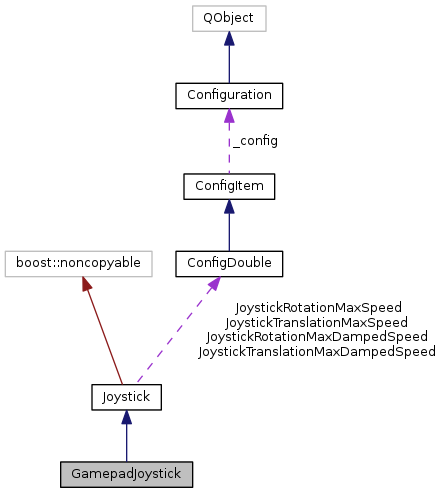 QObject
Configuration
_config
ConfigItem
boost::noncopyable
ConfigDouble
JoystickRotationMaxSpeed
JoystickTranslationMaxSpeed
JoystickRotationMaxDampedSpeed
JoystickTranslationMaxDampedSpeed
Joystick
GamepadJoystick